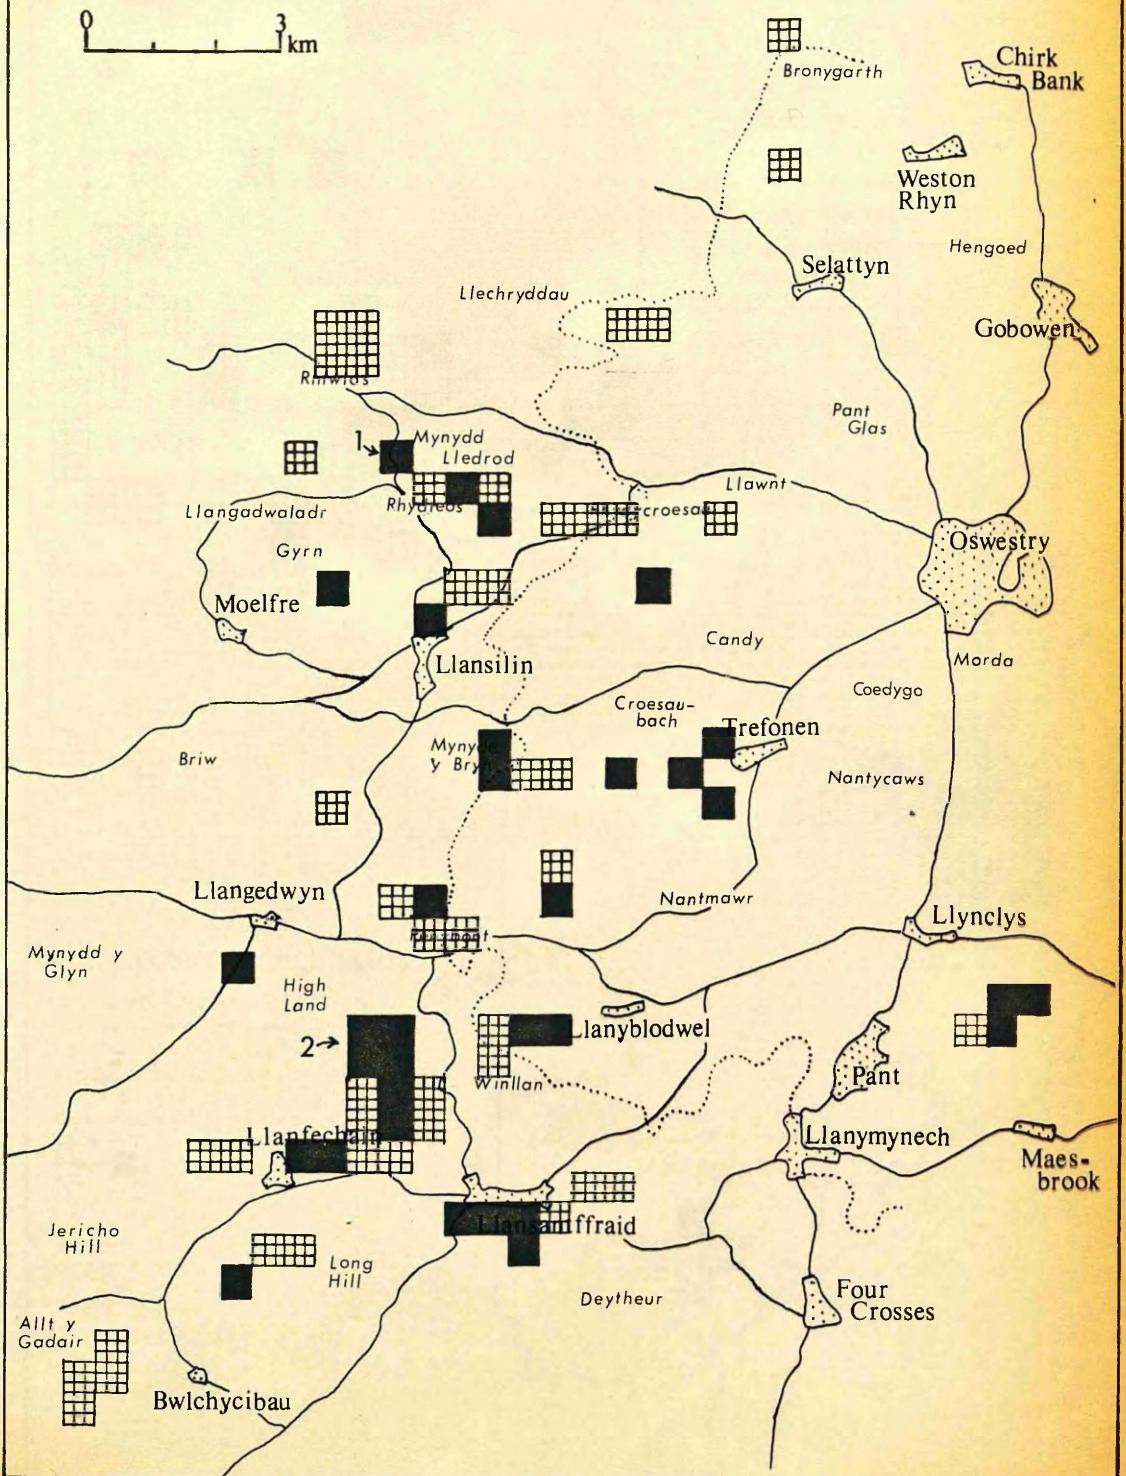 0 3
km
Bronygarth
Chirk
Bank
Weston
Rhyn
Hengoed
Selattyn
Llechryddau
Gobowen
Pant
Glas
1
Mynydd
Lledrod
Llawnt
Llangadwaladr
Gyrn
Oswestry
Moelfre
Candy
Morda
Llansilin
Coedygo
Croesau-
bach
Trefonen
Briw
Mynydd
y Bryn
Nantycaws
Llangedwyn
Nantmawr
Llynclys
Mynydd y
Glyn
High
Land
2
Llanyblodwel
Pant
Winllan
Llanfechain
Llanymynech
Maes-
brook
Llansantffraid
Jericho
Hill
Long
Hill
Deytheur
Four
Crosses
Allt y
Gadair
Bwlchycibau